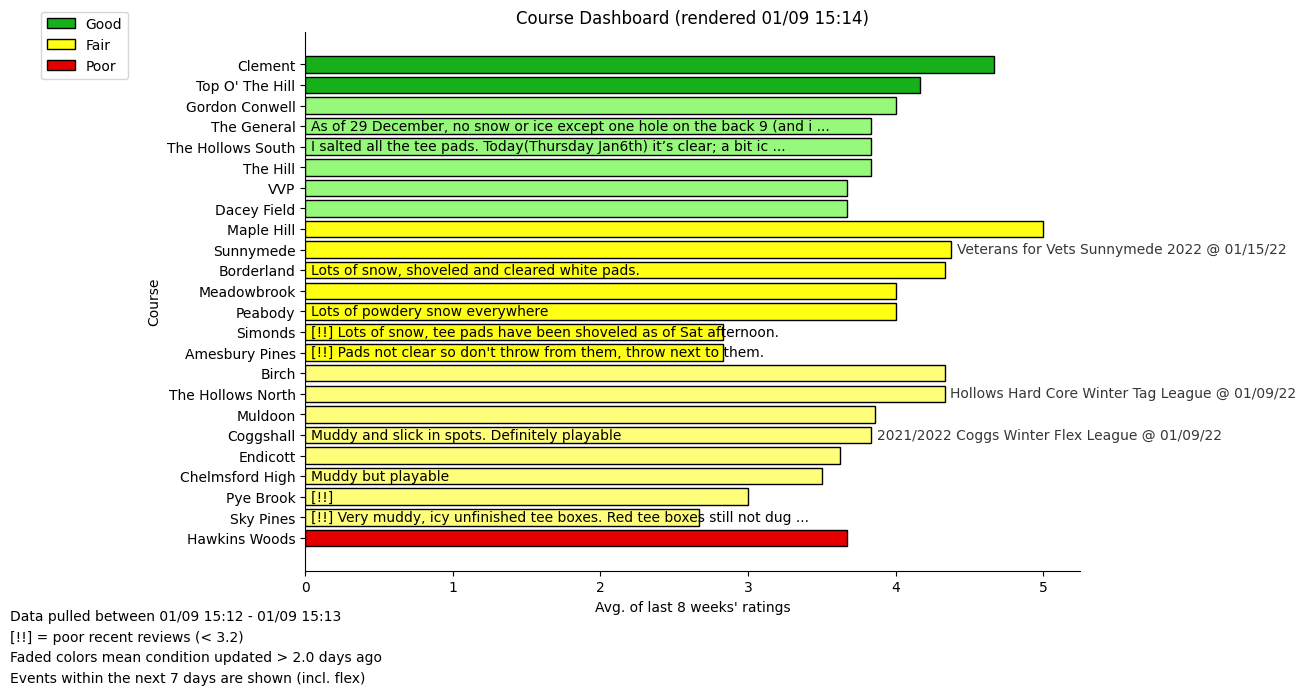 Course Dashboard (rendered 01/09 15:14)
Good
Fair
Poor
Course
Clement
Top O' The Hill
Gordon Conwell
The General As of 29 December, no snow or ice except one hole on the back 9 (and i ...
The Hollows South I salted all the tee pads. Today(Thursday Jan6th) it’s clear; a bit ic ...
The Hill
VVP
Dacey Field
Maple Hill
Sunnymede Veterans for Vets Sunnymede 2022 @ 01/15/22
Borderland Lots of snow, shoveled and cleared white pads.
Meadowbrook
Peabody Lots of powdery snow everywhere
Simonds [!!] Lots of snow, tee pads have been shoveled as of Sat afternoon.
Amesbury Pines [!!] Pads not clear so don't throw from them, throw next to them.
Birch
The Hollows North Hollows Hard Core Winter Tag League @ 01/09/22
Muldoon
Coggshall Muddy and slick in spots. Definitely playable 2021/2022 Coggs Winter Flex League @ 01/09/22
Endicott
Chelmsford High Muddy but playable
Pye Brook [!!]
Sky Pines [!!] Very muddy, icy unfinished tee boxes. Red tee boxes still not dug ...
Hawkins Woods
0 1 2 3 4 5
Avg. of last 8 weeks' ratings
Data pulled between 01/09 15:12 - 01/09 15:13
[!!] = poor recent reviews (< 3.2)
Faded colors mean condition updated > 2.0 days ago
Events within the next 7 days are shown (incl. flex)